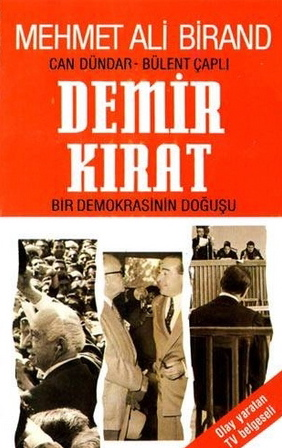 MEHMET ALİ BİRAND
CAN DÜNDAR - BÜLENT ÇAPLI
DEMİR
KIRAT
BİR DEMOKRASİNİN DOĞUŞU
Olay yaratan
TV belgeseli